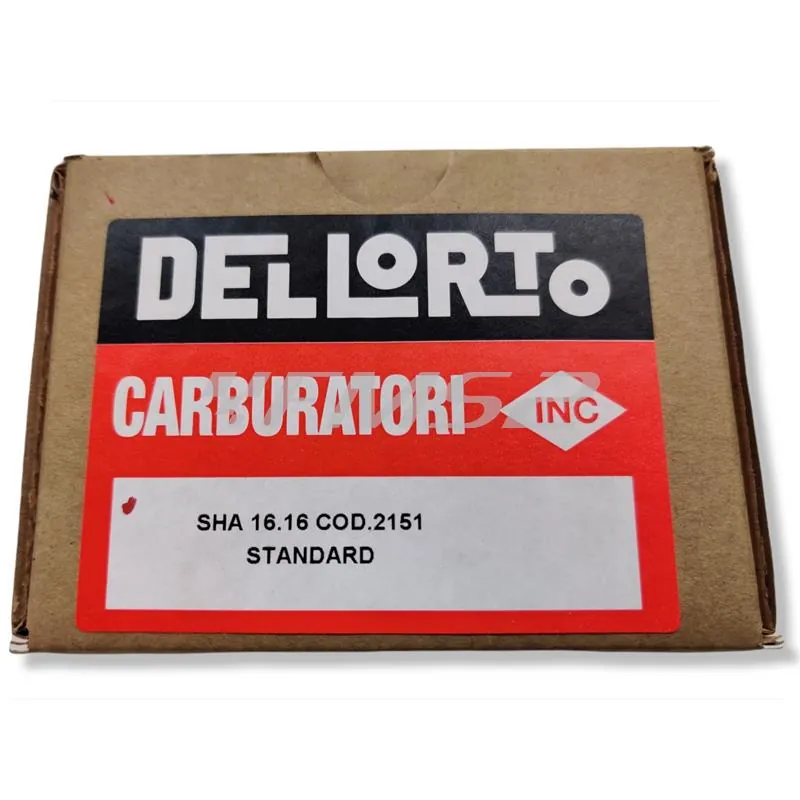 DELLORTO
CARBURATORI INC
SHA 16.16 COD.2151
STANDARD